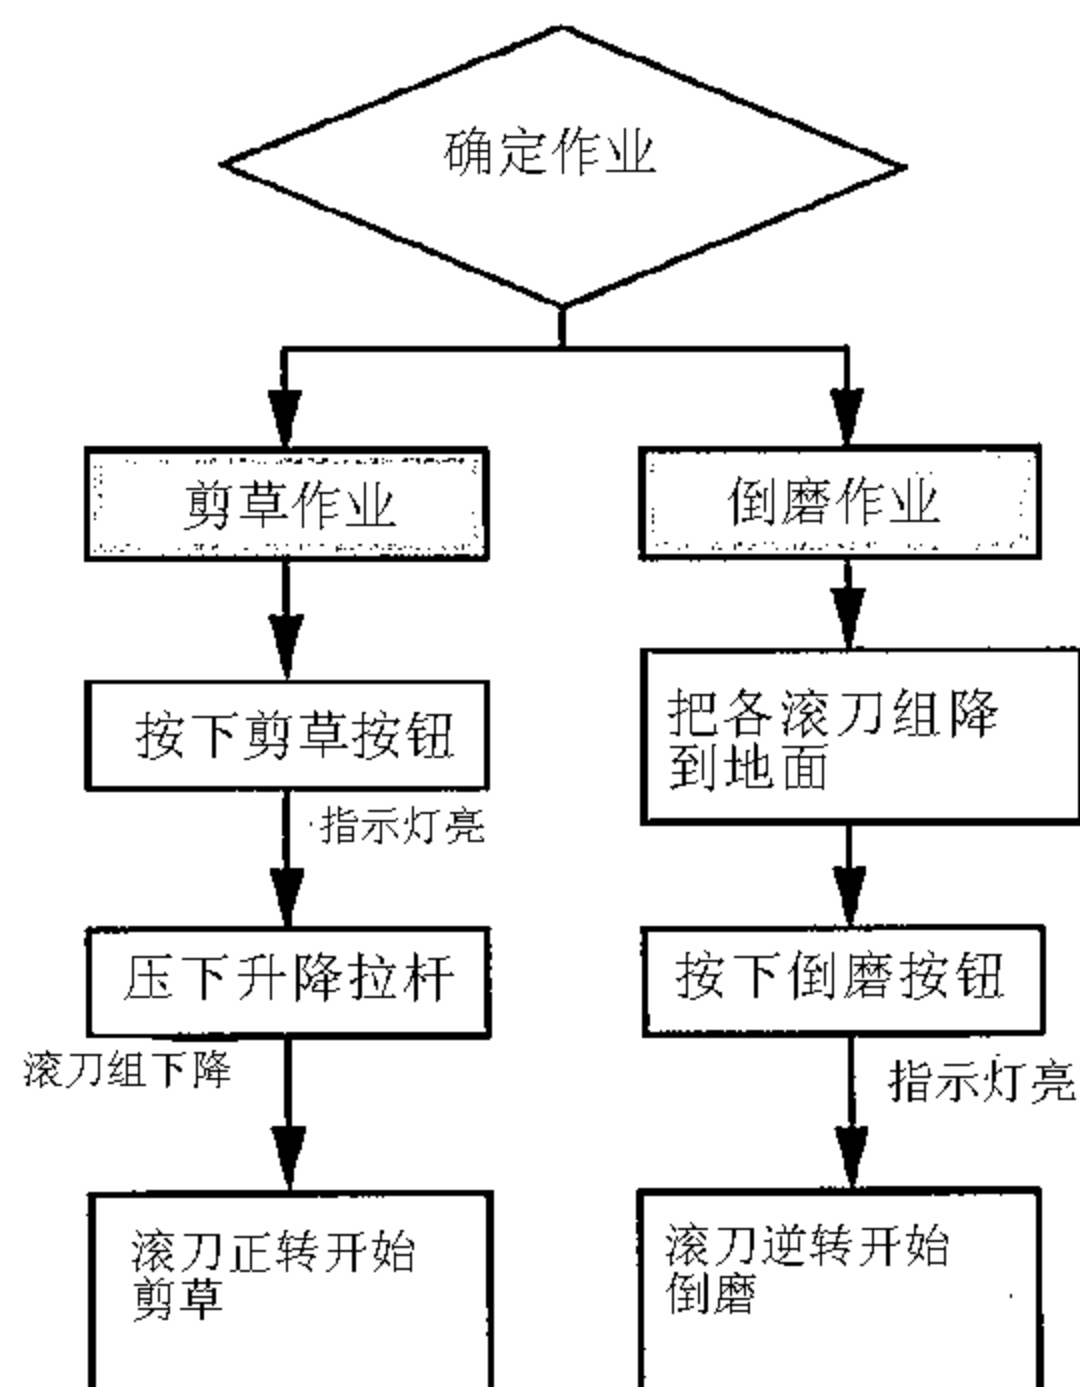 确定作业
剪草作业
倒磨作业
按下剪草按钮
把各滚刀组降
到地面
指示灯亮
压下升降拉杆
按下倒磨按钮
滚刀组下降
指示灯亮
滚刀正转开始
剪草
滚刀逆转开始
倒磨